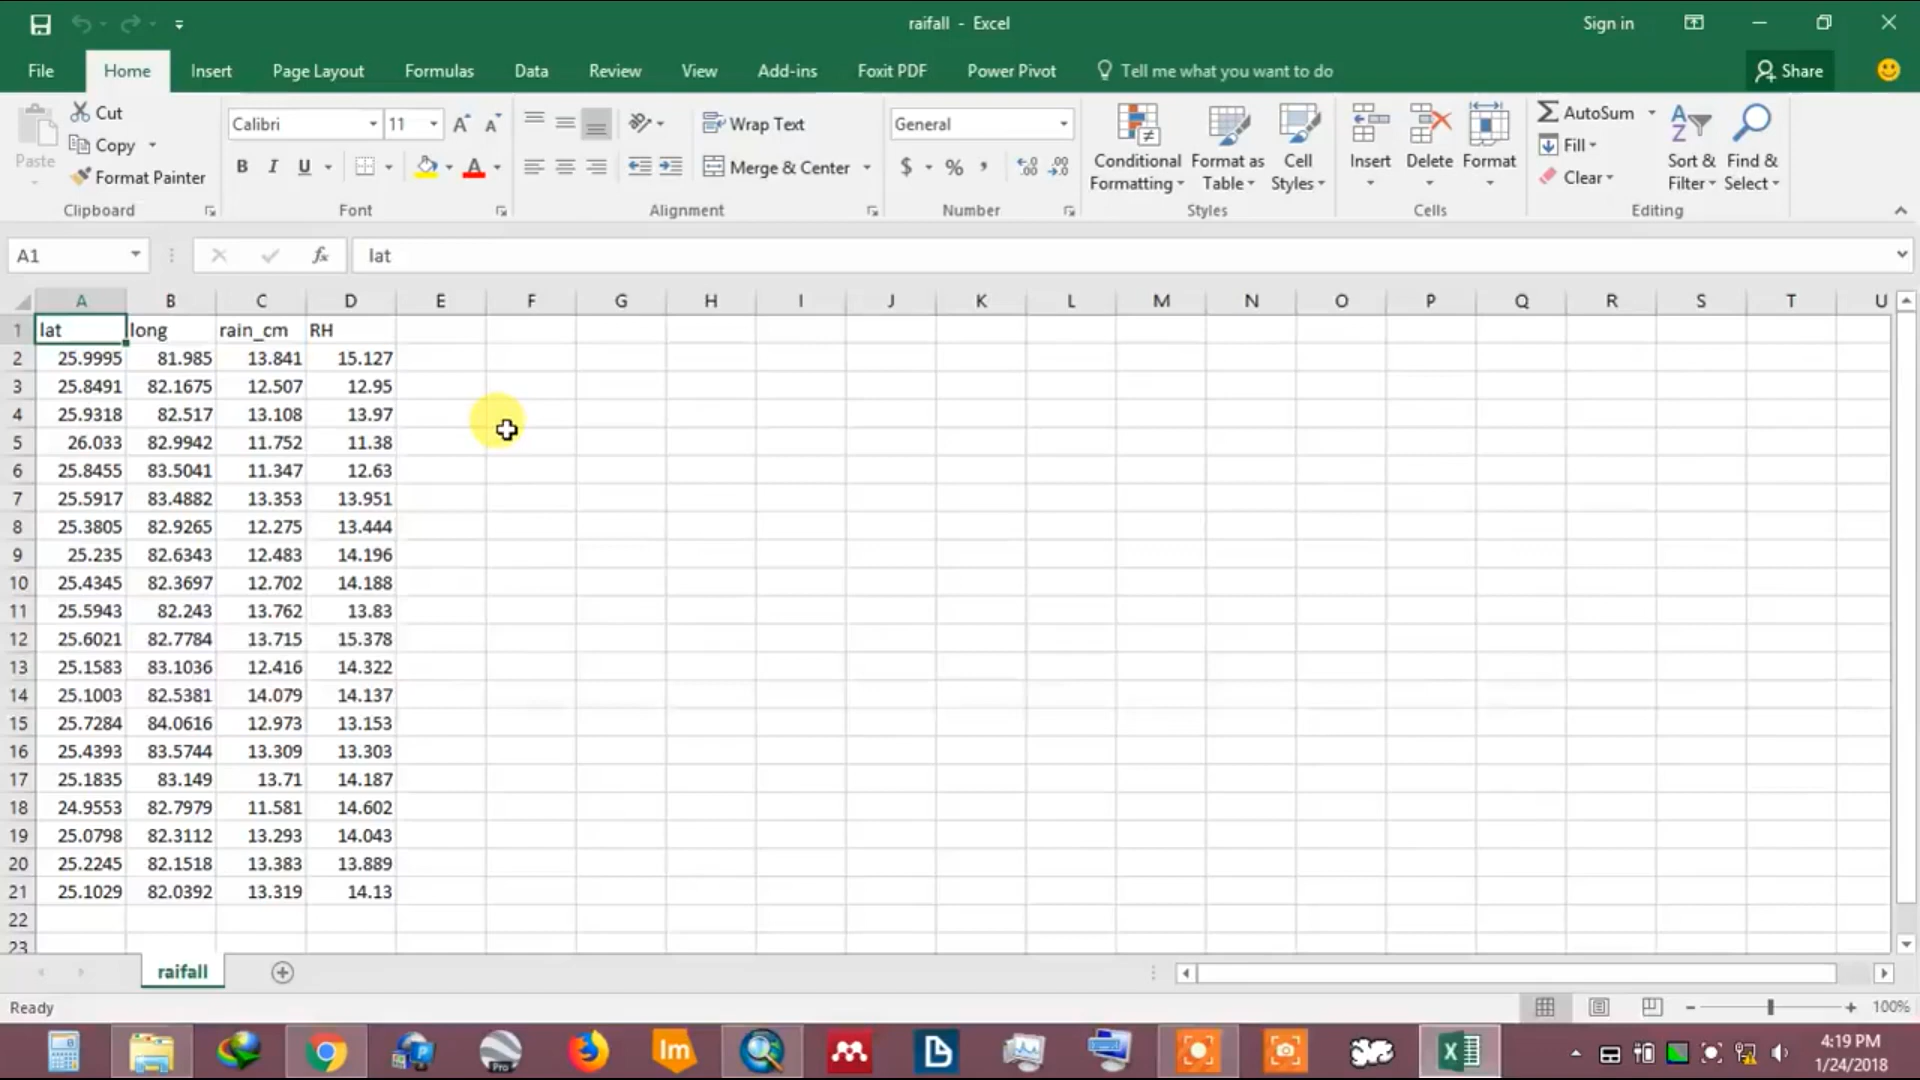 raifall - Excel
Sign in
File Home Insert Page Layout Formulas Data Review View Add-ins Foxit PDF Power Pivot Tell me what you want to do Share
Paste
Cut
Copy
Format Painter
Clipboard
Calibri 11
B I U A
Font
Wrap Text
Merge & Center
Alignment
General
$ % ,
Number
Conditional Formatting
Format as Table
Cell Styles
Styles
Insert Delete Format
Cells
AutoSum
Fill
Clear
Sort & Filter
Find & Select
Editing
A1 fx lat
A B C D E F G H I J K L M N O P Q R S T U
1 lat long rain_cm RH
2 25.9995 81.985 13.841 15.127
3 25.8491 82.1675 12.507 12.95
4 25.9318 82.517 13.108 13.97
5 26.033 82.9942 11.752 11.38
6 25.8455 83.5041 11.347 12.63
7 25.5917 83.4882 13.353 13.951
8 25.3805 82.9265 12.275 13.444
9 25.235 82.6343 12.483 14.196
10 25.4345 82.3697 12.702 14.188
11 25.5943 82.243 13.762 13.83
12 25.6021 82.7784 13.715 15.378
13 25.1583 83.1036 12.416 14.322
14 25.1003 82.5381 14.079 14.137
15 25.7284 84.0616 12.973 13.153
16 25.4393 83.5744 13.309 13.303
17 25.1835 83.149 13.71 14.187
18 24.9553 82.7979 11.581 14.602
19 25.0798 82.3112 13.293 14.043
20 25.2245 82.1518 13.383 13.889
21 25.1029 82.0392 13.319 14.13
22
23
raifall
Ready 100%
Pro
Im
4:19 PM
1/24/2018